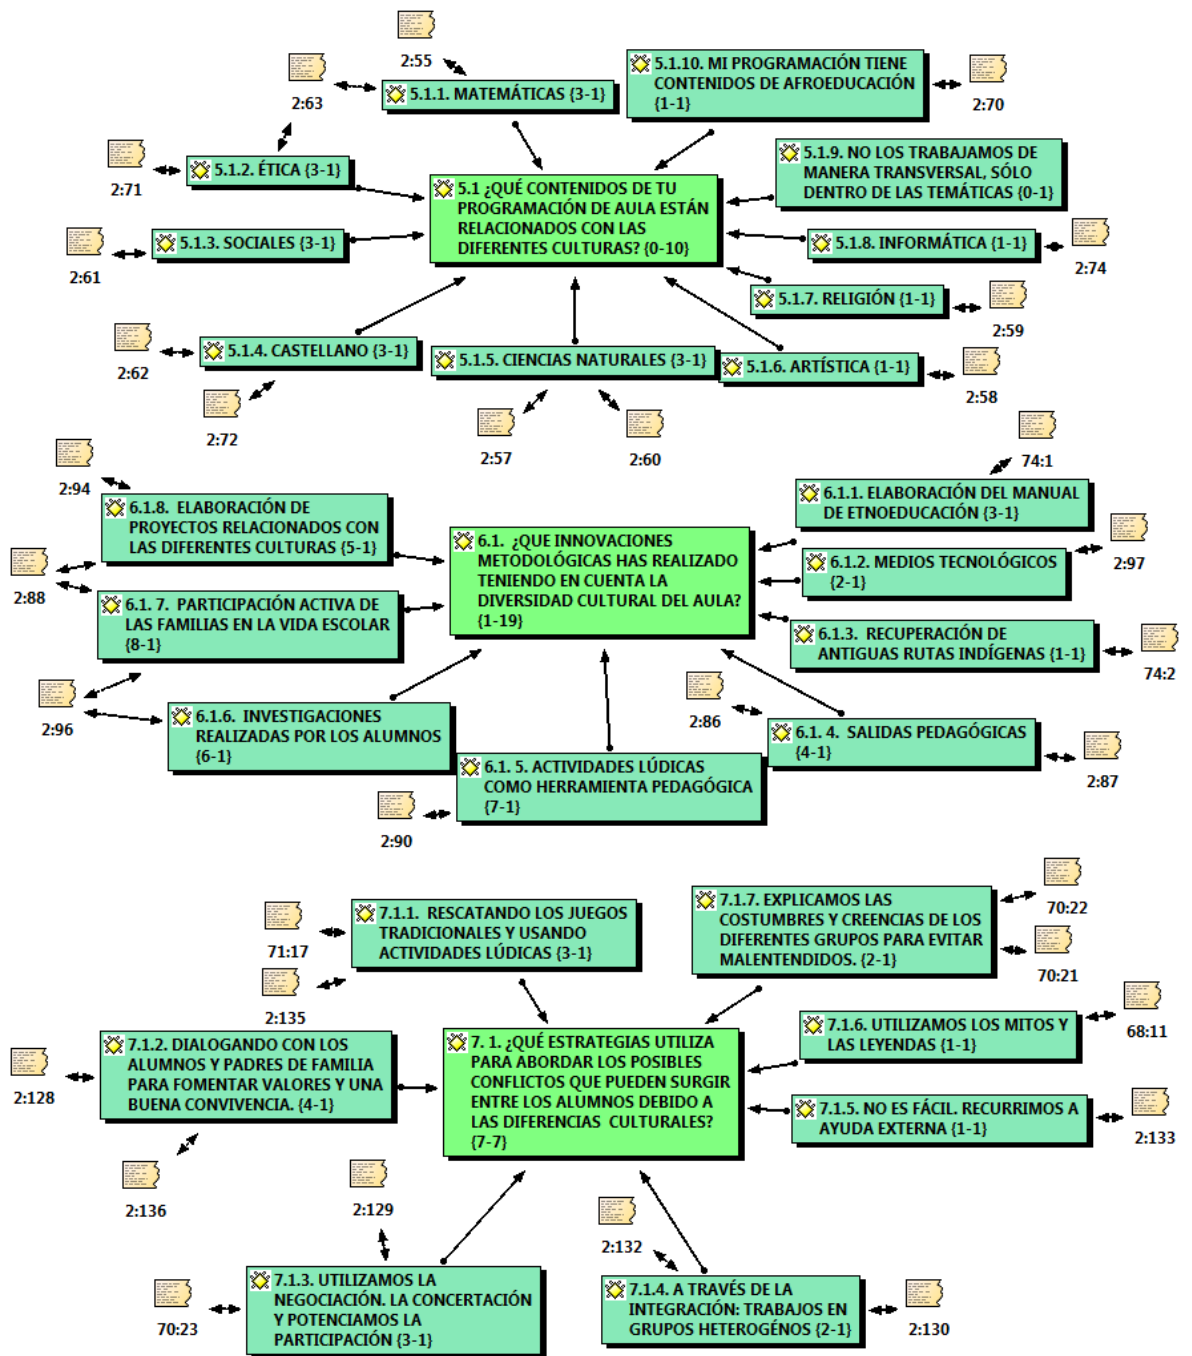 2:55
2:63
5.1.1. MATEMÁTICAS {3-1}
5.1.10. MI PROGRAMACIÓN TIENE
CONTENIDOS DE AFROEDUCACIÓN
{1-1}
2:70
2:71
5.1.2. ÉTICA {3-1}
5.1 ¿QUÉ CONTENIDOS DE TU
PROGRAMACIÓN DE AULA ESTÁN
RELACIONADOS CON LAS
DIFERENTES CULTURAS? {0-10}
5.1.9. NO LOS TRABAJAMOS DE
MANERA TRANSVERSAL, SÓLO
DENTRO DE LAS TEMÁTICAS {0-1}
2:61
5.1.3. SOCIALES {3-1}
5.1.8. INFORMÁTICA {1-1}
2:74
5.1.7. RELIGIÓN {1-1}
2:59
2:62
5.1.4. CASTELLANO {3-1}
5.1.5. CIENCIAS NATURALES {3-1}
5.1.6. ARTÍSTICA {1-1}
2:58
2:72
2:57
2:60
2:94
6.1.8.  ELABORACIÓN DE
PROYECTOS RELACIONADOS CON
LAS DIFERENTES CULTURAS {5-1}
74:1
6.1.1. ELABORACIÓN DEL MANUAL
DE ETNOEDUCACIÓN {3-1}
6.1.  ¿QUE INNOVACIONES
METODOLÓGICAS HAS REALIZADO
TENIENDO EN CUENTA LA
DIVERSIDAD CULTURAL DEL AULA?
{1-19}
6.1.2. MEDIOS TECNOLÓGICOS
{2-1}
2:97
2:88
6.1. 7.  PARTICIPACIÓN ACTIVA DE
LAS FAMILIAS EN LA VIDA ESCOLAR
{8-1}
6.1.3.  RECUPERACIÓN DE
ANTIGUAS RUTAS INDÍGENAS {1-1}
74:2
2:96
6.1.6.  INVESTIGACIONES
REALIZADAS POR LOS ALUMNOS
{6-1}
2:86
6.1. 4.  SALIDAS PEDAGÓGICAS
{4-1}
2:87
6.1. 5. ACTIVIDADES LÚDICAS
COMO HERRAMIENTA PEDAGÓGICA
{7-1}
2:90
71:17
7.1.1.  RESCATANDO LOS JUEGOS
TRADICIONALES Y USANDO
ACTIVIDADES LÚDICAS {3-1}
2:135
7.1.7. EXPLICAMOS LAS
COSTUMBRES Y CREENCIAS DE LOS
DIFERENTES GRUPOS PARA EVITAR
MALENTENDIDOS. {2-1}
70:22
70:21
7.1.2. DIALOGANDO CON LOS
ALUMNOS Y PADRES DE FAMILIA
PARA FOMENTAR VALORES Y UNA
BUENA CONVIVENCIA. {4-1}
2:128
7. 1. ¿QUÉ ESTRATEGIAS UTILIZA
PARA ABORDAR LOS POSIBLES
CONFLICTOS QUE PUEDEN SURGIR
ENTRE LOS ALUMNOS DEBIDO A
LAS DIFERENCIAS  CULTURALES?
{7-7}
7.1.6. UTILIZAMOS LOS MITOS Y
LAS LEYENDAS {1-1}
68:11
7.1.5. NO ES FÁCIL. RECURRIMOS A
AYUDA EXTERNA {1-1}
2:133
2:136
2:129
2:132
70:23
7.1.3. UTILIZAMOS LA
NEGOCIACIÓN. LA CONCERTACIÓN
Y POTENCIAMOS LA
PARTICIPACIÓN {3-1}
7.1.4. A TRAVÉS DE LA
INTEGRACIÓN: TRABAJOS EN
GRUPOS HETEROGÉNOS {2-1}
2:130